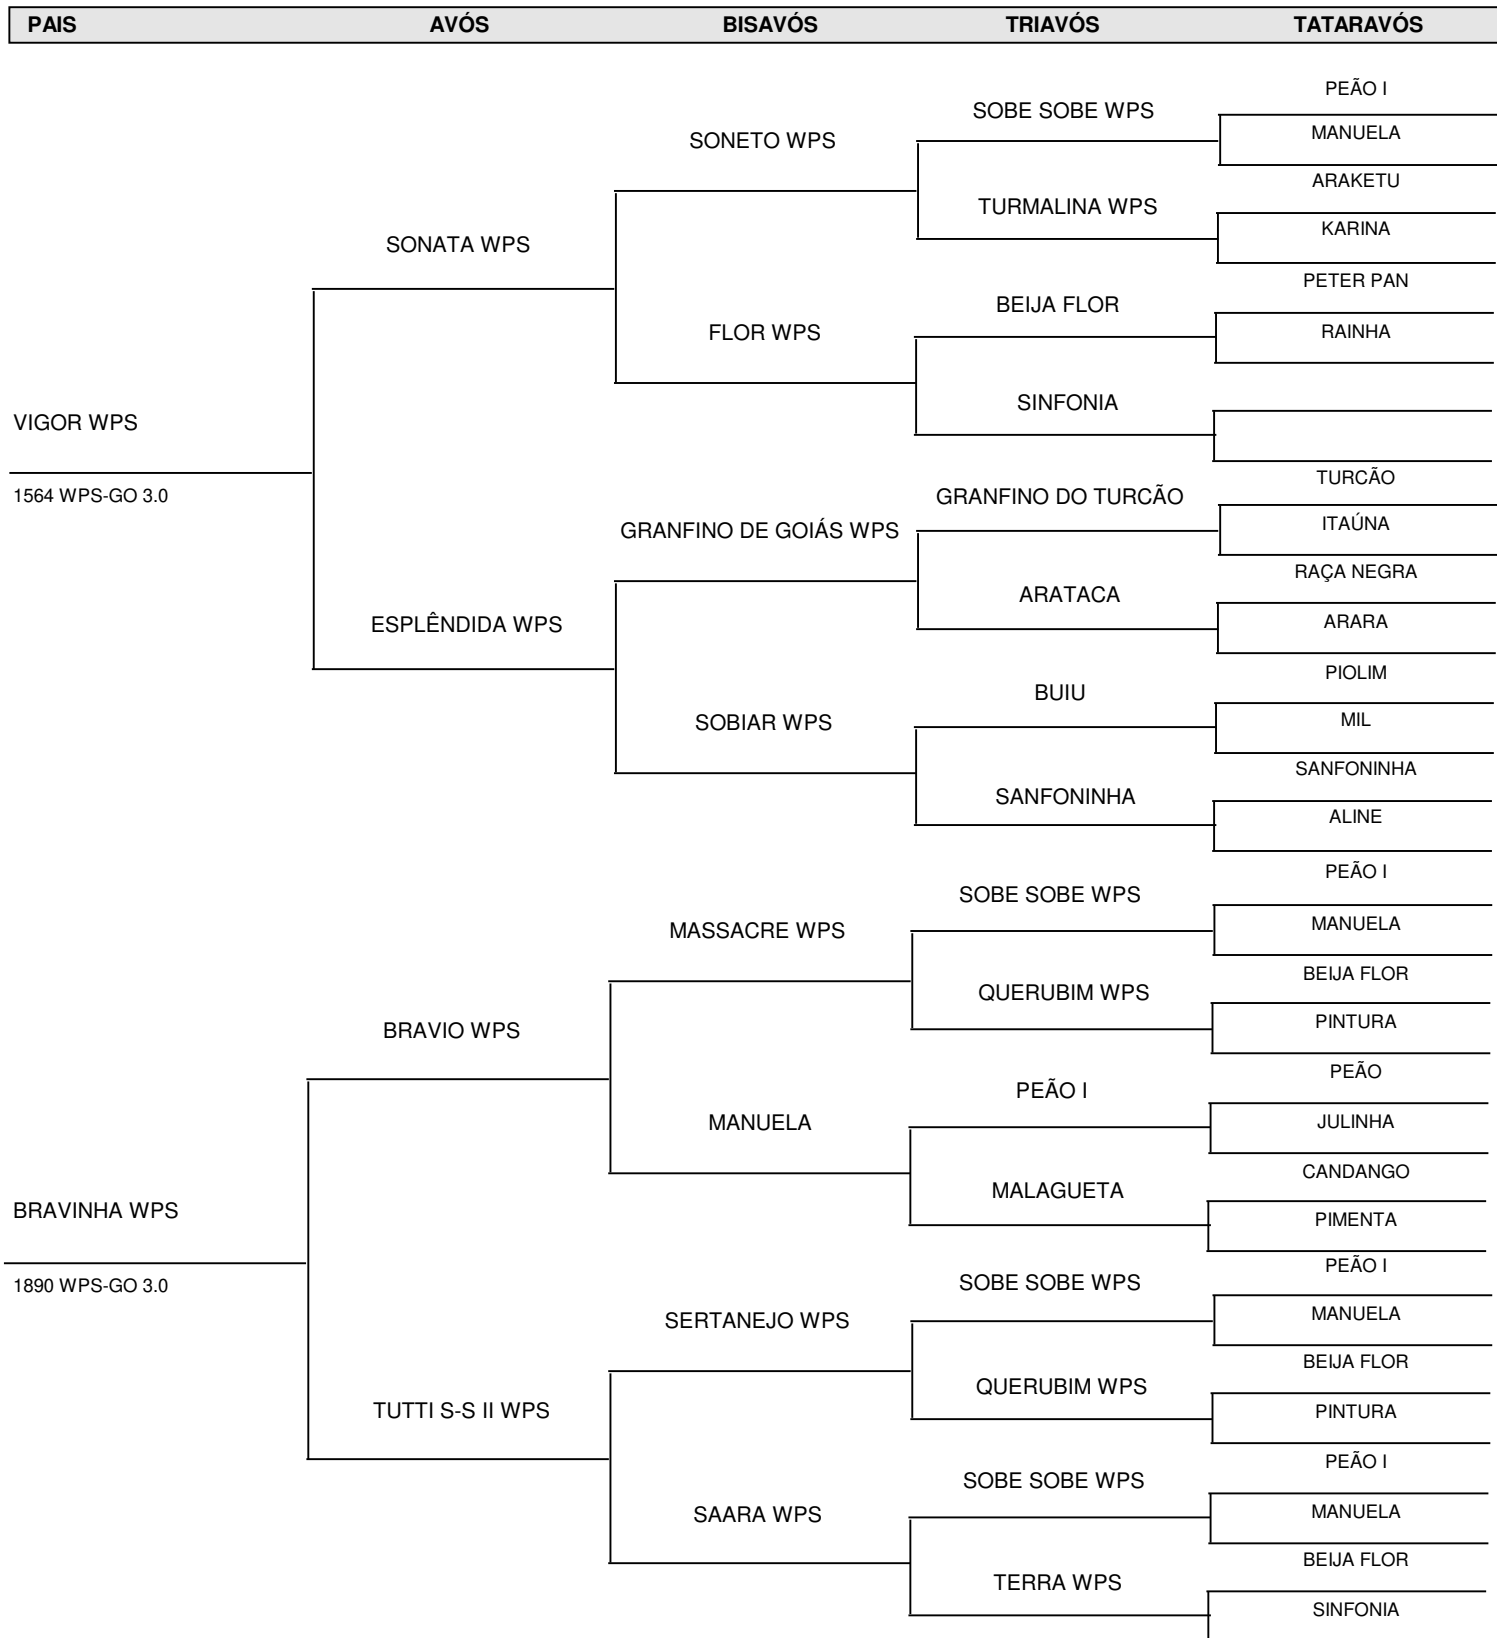 PAIS AVÓS BISAVÓS TRIAVÓS TATARAVÓS
PEÃO I
SOBE SOBE WPS
MANUELA
SONETO WPS
ARAKETU
TURMALINA WPS
KARINA
SONATA WPS
PETER PAN
BEIJA FLOR
RAINHA
FLOR WPS
SINFONIA
VIGOR WPS
1564 WPS-GO 3.0
TURCÃO
GRANFINO DO TURCÃO
ITAÚNA
GRANFINO DE GOIÁS WPS
RAÇA NEGRA
ARATACA
ARARA
ESPLÊNDIDA WPS
PIOLIM
BUIU
MIL
SOBIAR WPS
SANFONINHA
SANFONINHA
ALINE
PEÃO I
SOBE SOBE WPS
MANUELA
MASSACRE WPS
BEIJA FLOR
QUERUBIM WPS
PINTURA
BRAVIO WPS
PEÃO
PEÃO I
JULINHA
MANUELA
CANDANGO
MALAGUETA
PIMENTA
BRAVINHA WPS
1890 WPS-GO 3.0
PEÃO I
SOBE SOBE WPS
MANUELA
SERTANEJO WPS
BEIJA FLOR
QUERUBIM WPS
PINTURA
TUTTI S-S II WPS
PEÃO I
SOBE SOBE WPS
MANUELA
SAARA WPS
BEIJA FLOR
TERRA WPS
SINFONIA